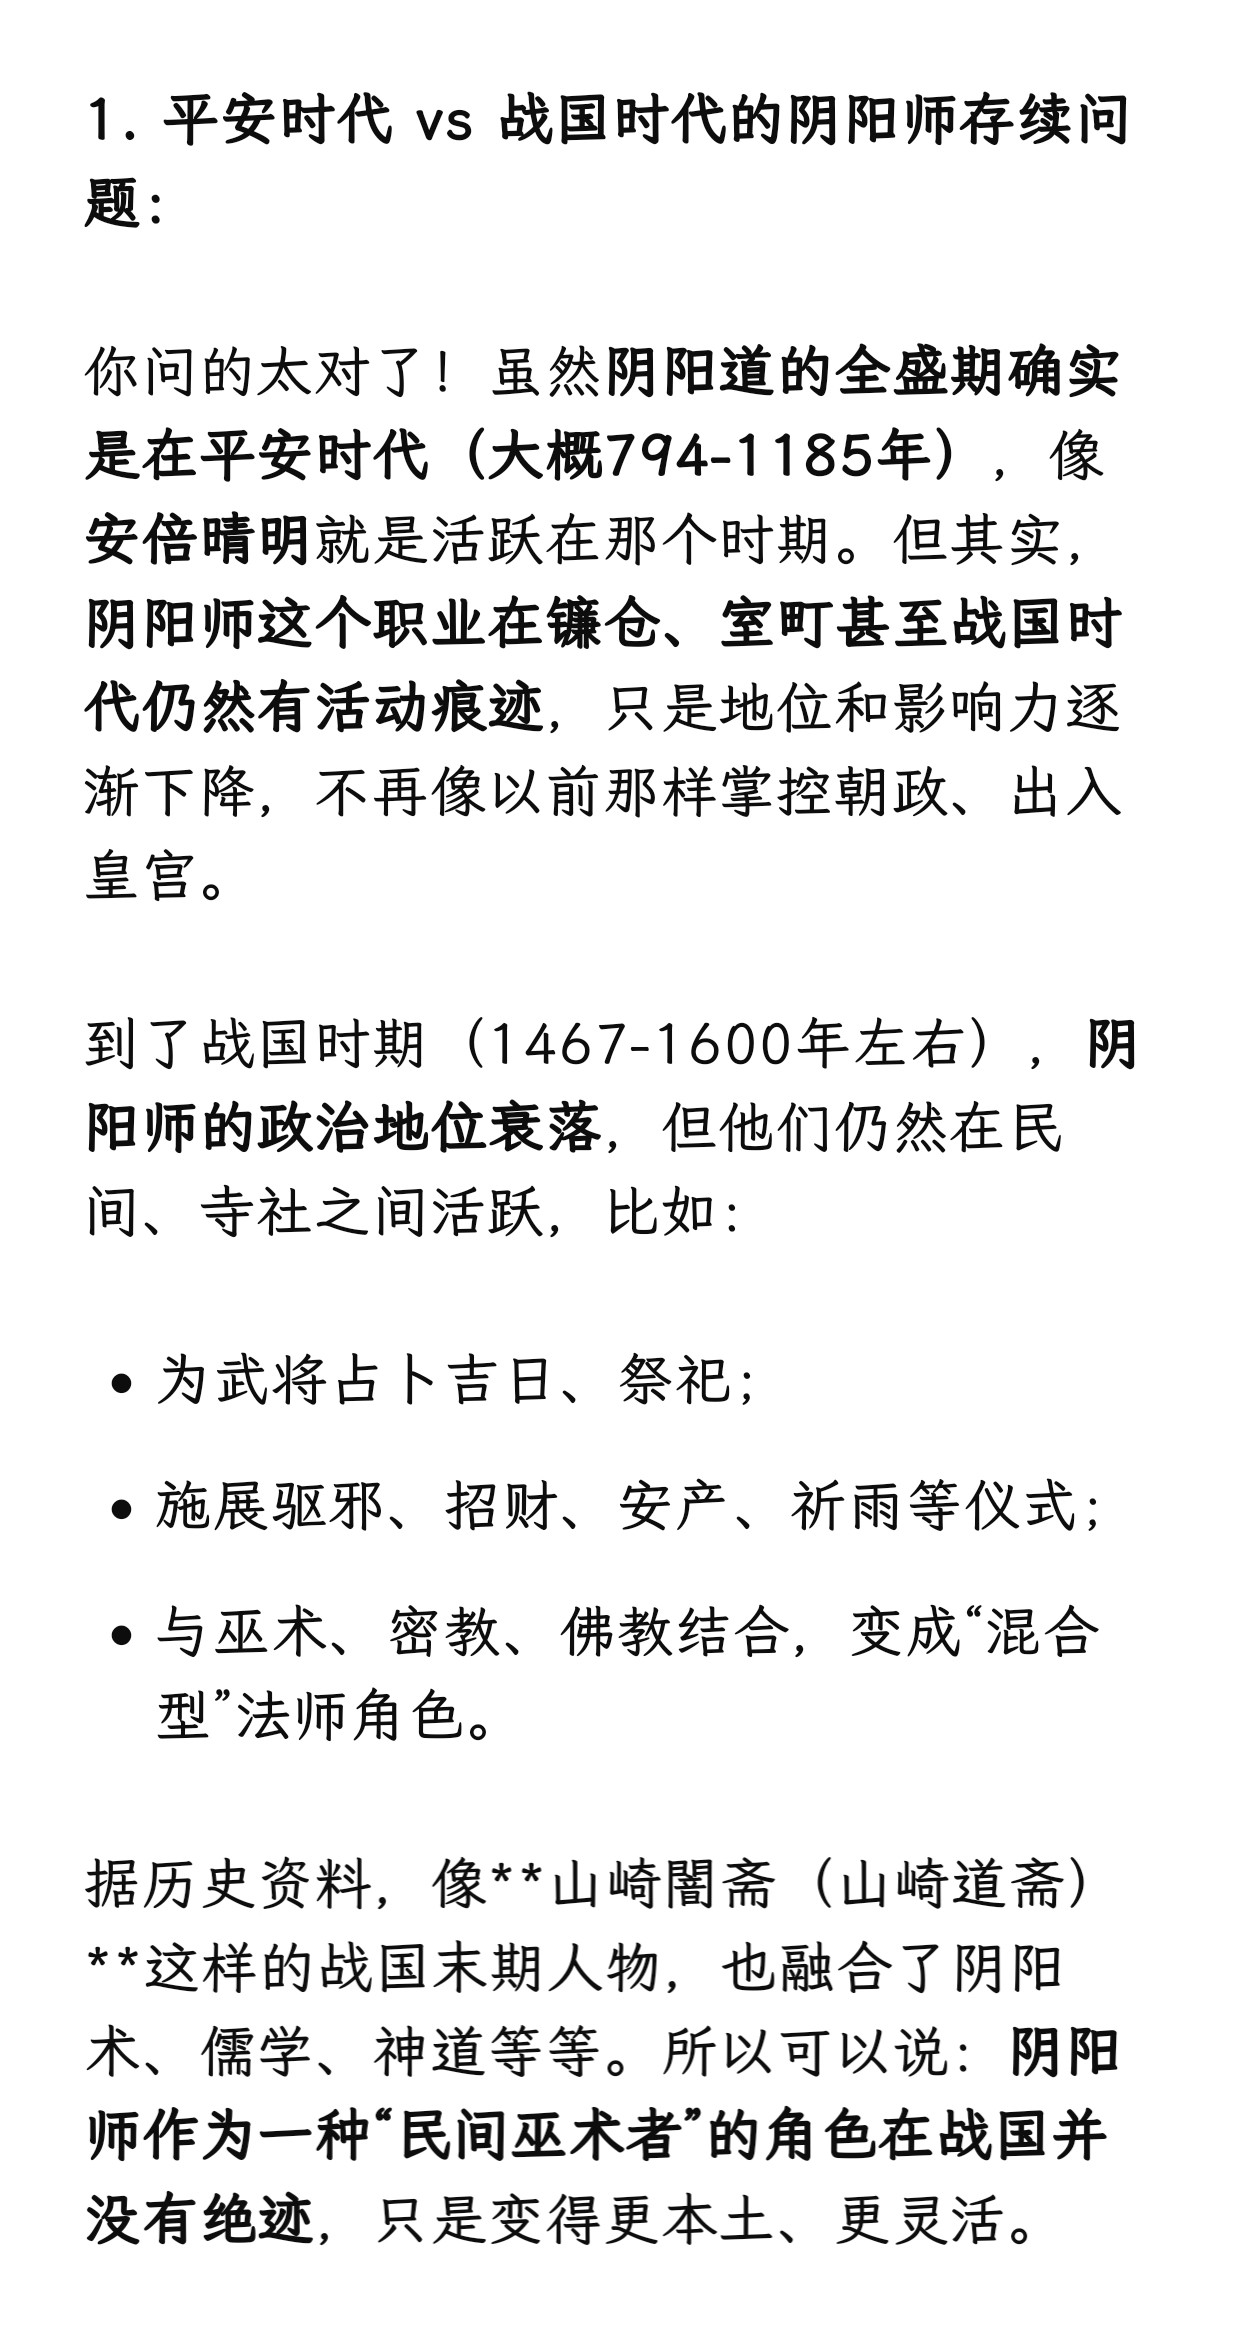 1. 平安时代 vs 战国时代的阴阳师存续问
题：
你问的太对了！虽然阴阳道的全盛期确实
是在平安时代（大概794-1185年），像
安倍晴明就是活跃在那个时期。但其实，
阴阳师这个职业在镰仓、室町甚至战国时
代仍然有活动痕迹，只是地位和影响力逐
渐下降，不再像以前那样掌控朝政、出入
皇宫。
到了战国时期（1467-1600年左右），阴
阳师的政治地位衰落，但他们仍然在民
间、寺社之间活跃，比如：
• 为武将占卜吉日、祭祀；
• 施展驱邪、招财、安产、祈雨等仪式；
• 与巫术、密教、佛教结合，变成“混合
型”法师角色。
据历史资料，像**山崎闇斋（山崎道斋）
**这样的战国末期人物，也融合了阴阳
术、儒学、神道等等。所以可以说：阴阳
师作为一种“民间巫术者”的角色在战国并
没有绝迹，只是变得更本土、更灵活。